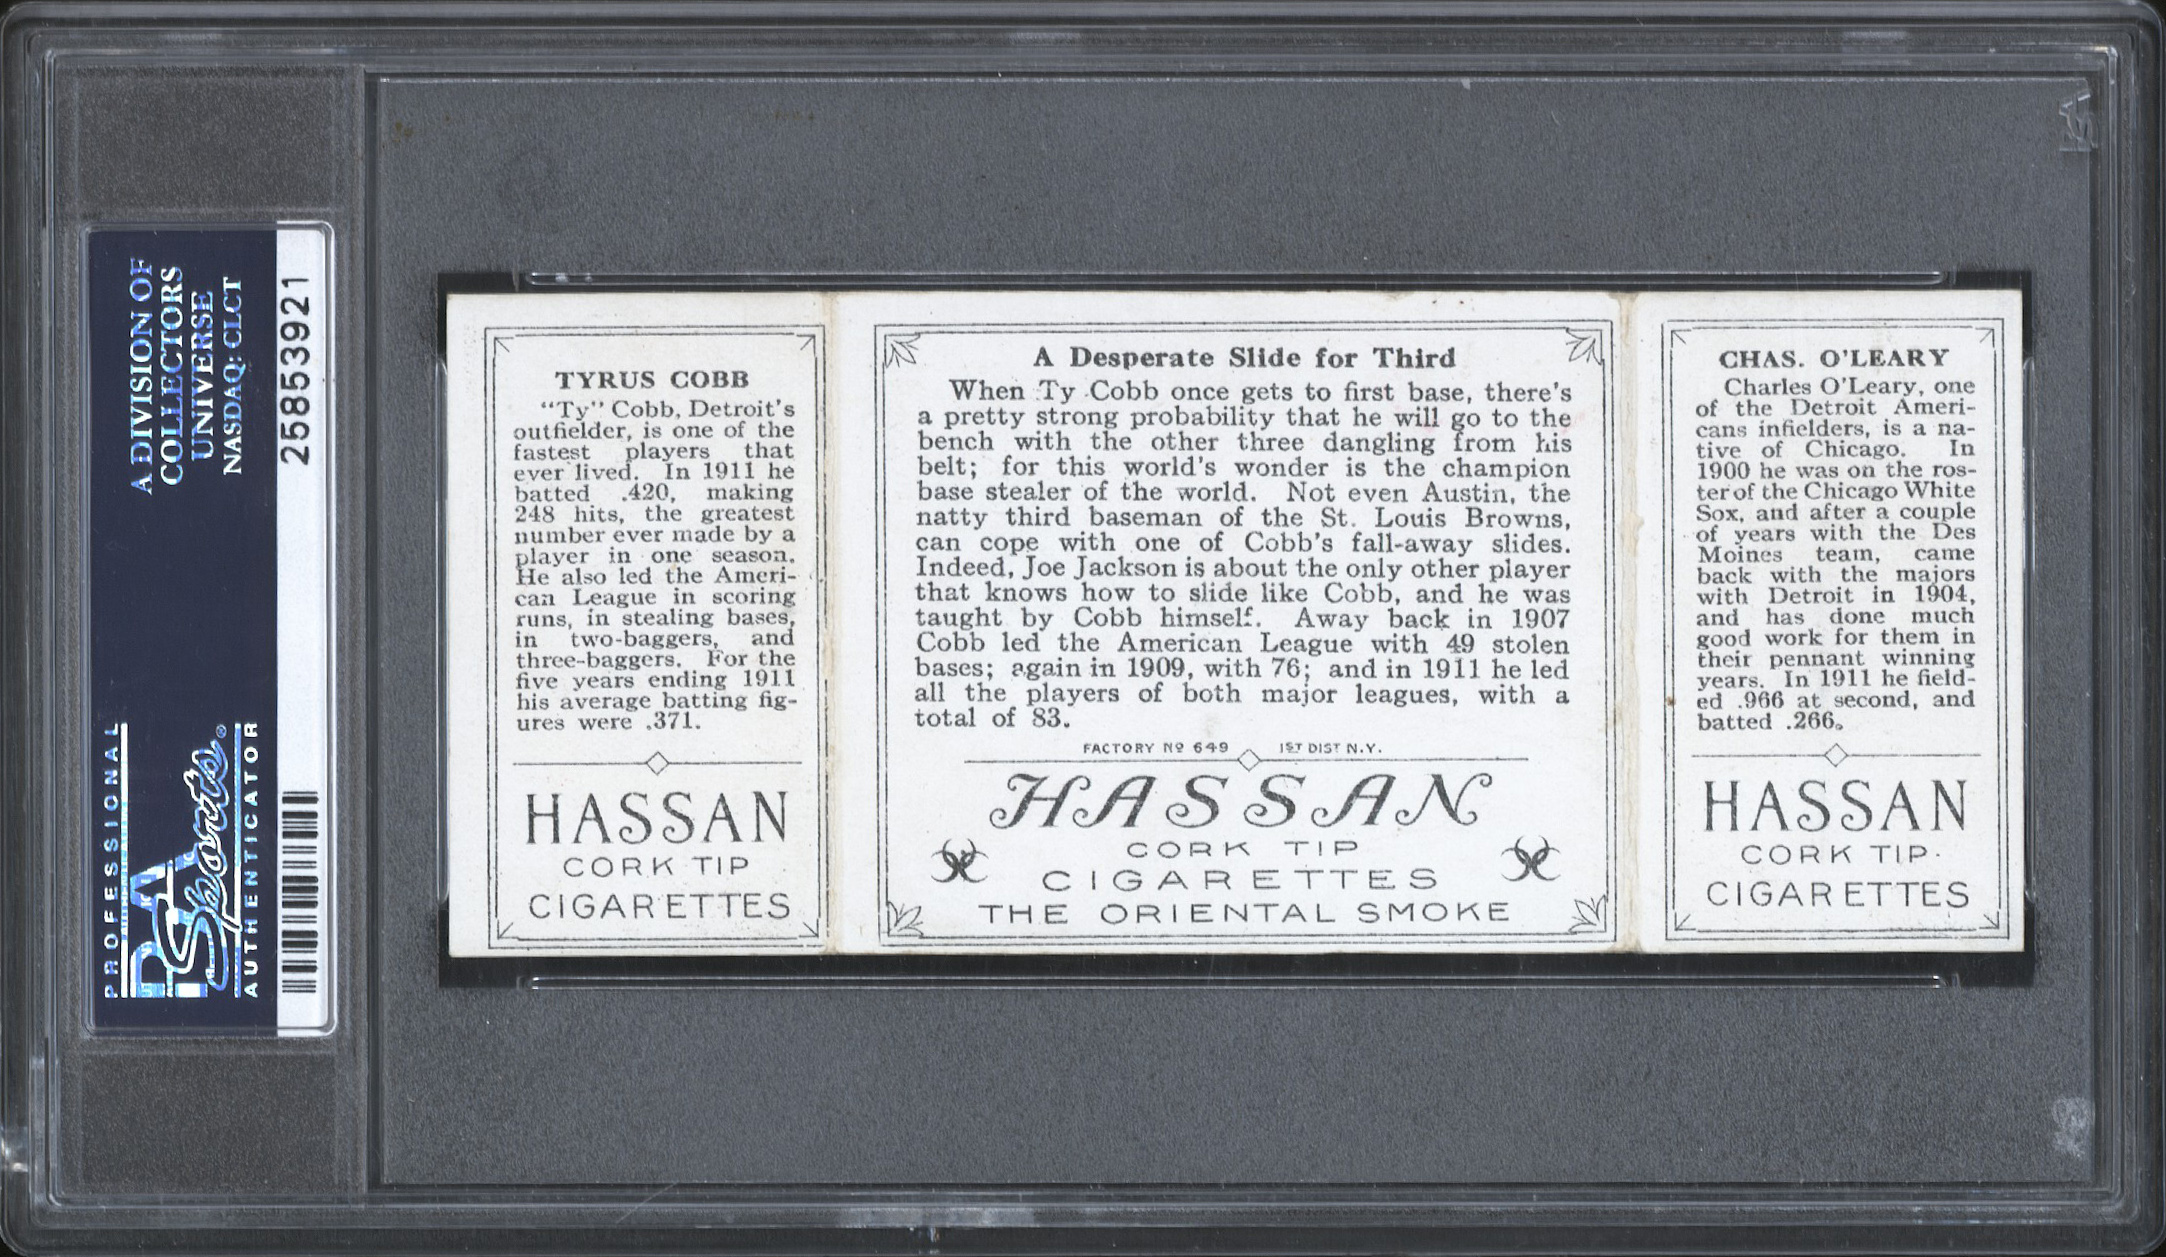 A DIVISION OF
COLLECTORS
UNIVERSE
NASDAQ: CLCT
25853921
PROFESSIONAL
PSA
Sports®
AUTHENTICATOR
TYRUS COBB
"Ty" Cobb, Detroit's
outfielder, is one of the
fastest players that
ever lived. In 1911 he
batted .420, making
248 hits, the greatest
number ever made by a
player in one season.
He also led the Ameri-
can League in scoring
runs, in stealing bases,
in two-baggers, and
three-baggers. For the
five years ending 1911
his average batting fig-
ures were .371.
HASSAN
CORK TIP
CIGARETTES
A Desperate Slide for Third
When Ty Cobb once gets to first base, there's
a pretty strong probability that he will go to the
bench with the other three dangling from his
belt; for this world's wonder is the champion
base stealer of the world. Not even Austin, the
natty third baseman of the St. Louis Browns,
can cope with one of Cobb's fall-away slides.
Indeed, Joe Jackson is about the only other player
that knows how to slide like Cobb, and he was
taught by Cobb himself. Away back in 1907
Cobb led the American League with 49 stolen
bases; again in 1909, with 76; and in 1911 he led
all the players of both major leagues, with a
total of 83.
FACTORY Nº 649 1ST DIST N.Y.
HASSAN
CORK TIP
CIGARETTES
THE ORIENTAL SMOKE
CHAS. O'LEARY
Charles O'Leary, one
of the Detroit Ameri-
cans infielders, is a na-
tive of Chicago. In
1900 he was on the ros-
ter of the Chicago White
Sox, and after a couple
of years with the Des
Moines team, came
back with the majors
with Detroit in 1904,
and has done much
good work for them in
their pennant winning
years. In 1911 he field-
ed .966 at second, and
batted .266.
HASSAN
CORK TIP
CIGARETTES